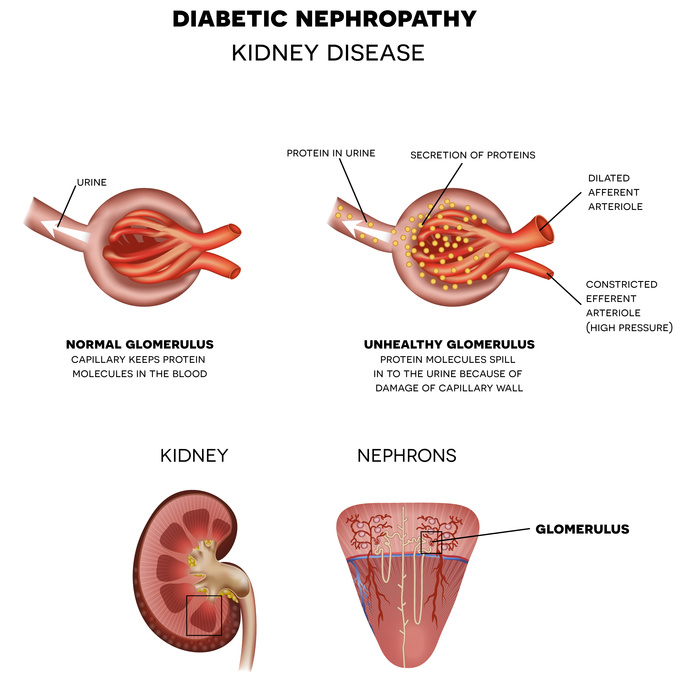 DIABETIC NEPHROPATHY
KIDNEY DISEASE
URINE
PROTEIN IN URINE
SECRETION OF PROTEINS
DILATED
AFFERENT
ARTERIOLE
CONSTRICTED
EFFERENT
ARTERIOLE
(HIGH PRESSURE)
NORMAL GLOMERULUS
CAPILLARY KEEPS PROTEIN
MOLECULES IN THE BLOOD
UNHEALTHY GLOMERULUS
PROTEIN MOLECULES SPILL
IN TO THE URINE BECAUSE OF
DAMAGE OF CAPILLARY WALL
KIDNEY
NEPHRONS
GLOMERULUS